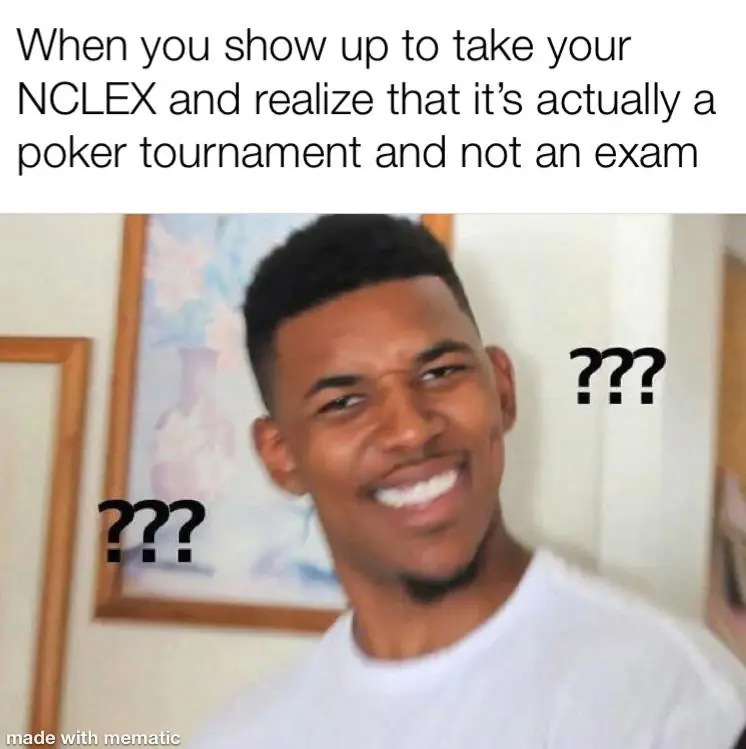 When you show up to take your
NCLEX and realize that it’s actually a
poker tournament and not an exam
???
???
made with mematic